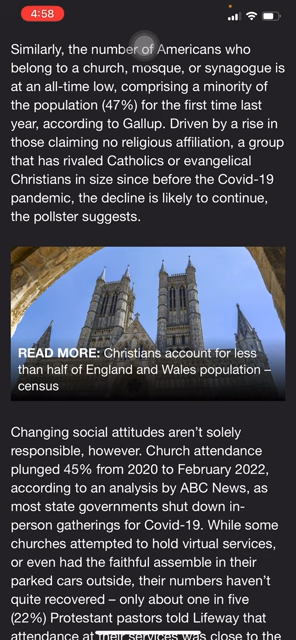 4:58
Similarly, the number of Americans who
belong to a church, mosque, or synagogue is
at an all-time low, comprising a minority of
the population (47%) for the first time last
year, according to Gallup. Driven by a rise in
those claiming no religious affiliation, a group
that has rivaled Catholics or evangelical
Christians in size since before the Covid-19
pandemic, the decline is likely to continue,
the pollster suggests.
READ MORE: Christians account for less
than half of England and Wales population –
census
Changing social attitudes aren’t solely
responsible, however. Church attendance
plunged 45% from 2020 to February 2022,
according to an analysis by ABC News, as
most state governments shut down in-
person gatherings for Covid-19. While some
churches attempted to hold virtual services,
or even had the faithful assemble in their
parked cars outside, their numbers haven’t
quite recovered – only about one in five
(22%) Protestant pastors told Lifeway that
attendance at their services was close to the